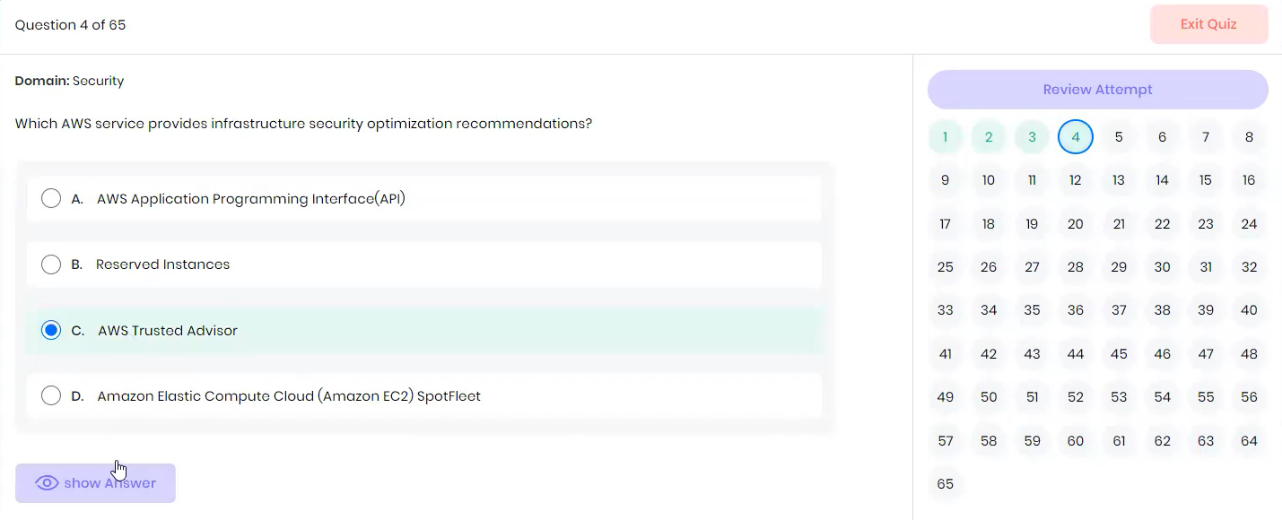 Question 4 of 65
Exit Quiz
Domain: Security
Which AWS service provides infrastructure security optimization recommendations?
A. AWS Application Programming Interface(API)
B. Reserved Instances
C. AWS Trusted Advisor
D. Amazon Elastic Compute Cloud (Amazon EC2) SpotFleet
show Answer
Review Attempt
1 2 3 4 5 6 7 8
9 10 11 12 13 14 15 16
17 18 19 20 21 22 23 24
25 26 27 28 29 30 31 32
33 34 35 36 37 38 39 40
41 42 43 44 45 46 47 48
49 50 51 52 53 54 55 56
57 58 59 60 61 62 63 64
65